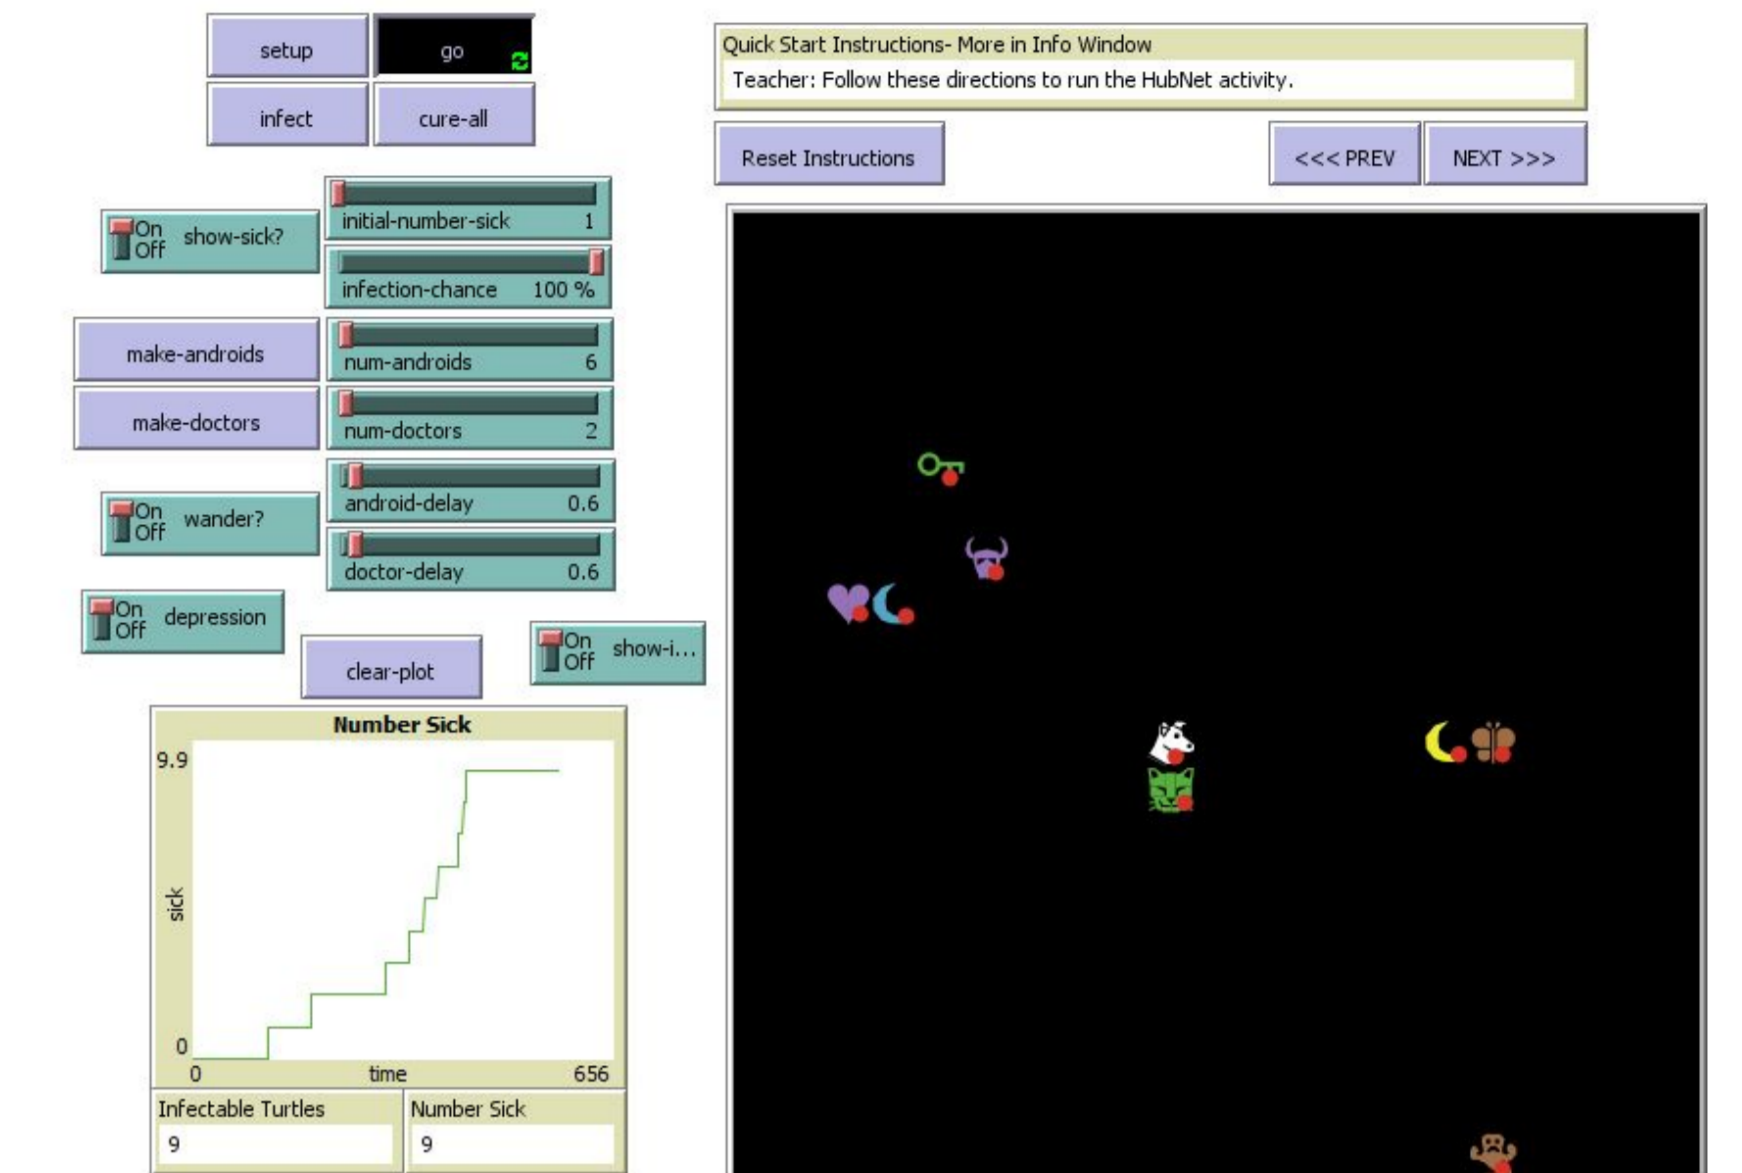 setup
go
infect
cure-all
Quick Start Instructions- More in Info Window
Teacher: Follow these directions to run the HubNet activity.
Reset Instructions
<<< PREV
NEXT >>>
On
Off
show-sick?
initial-number-sick 1
infection-chance 100 %
make-androids
num-androids 6
make-doctors
num-doctors 2
On
Off
wander?
android-delay 0.6
doctor-delay 0.6
On
Off
depression
clear-plot
On
Off
show-i...
Number Sick
9.9
sick
0
0 time 656
Infectable Turtles
9
Number Sick
9